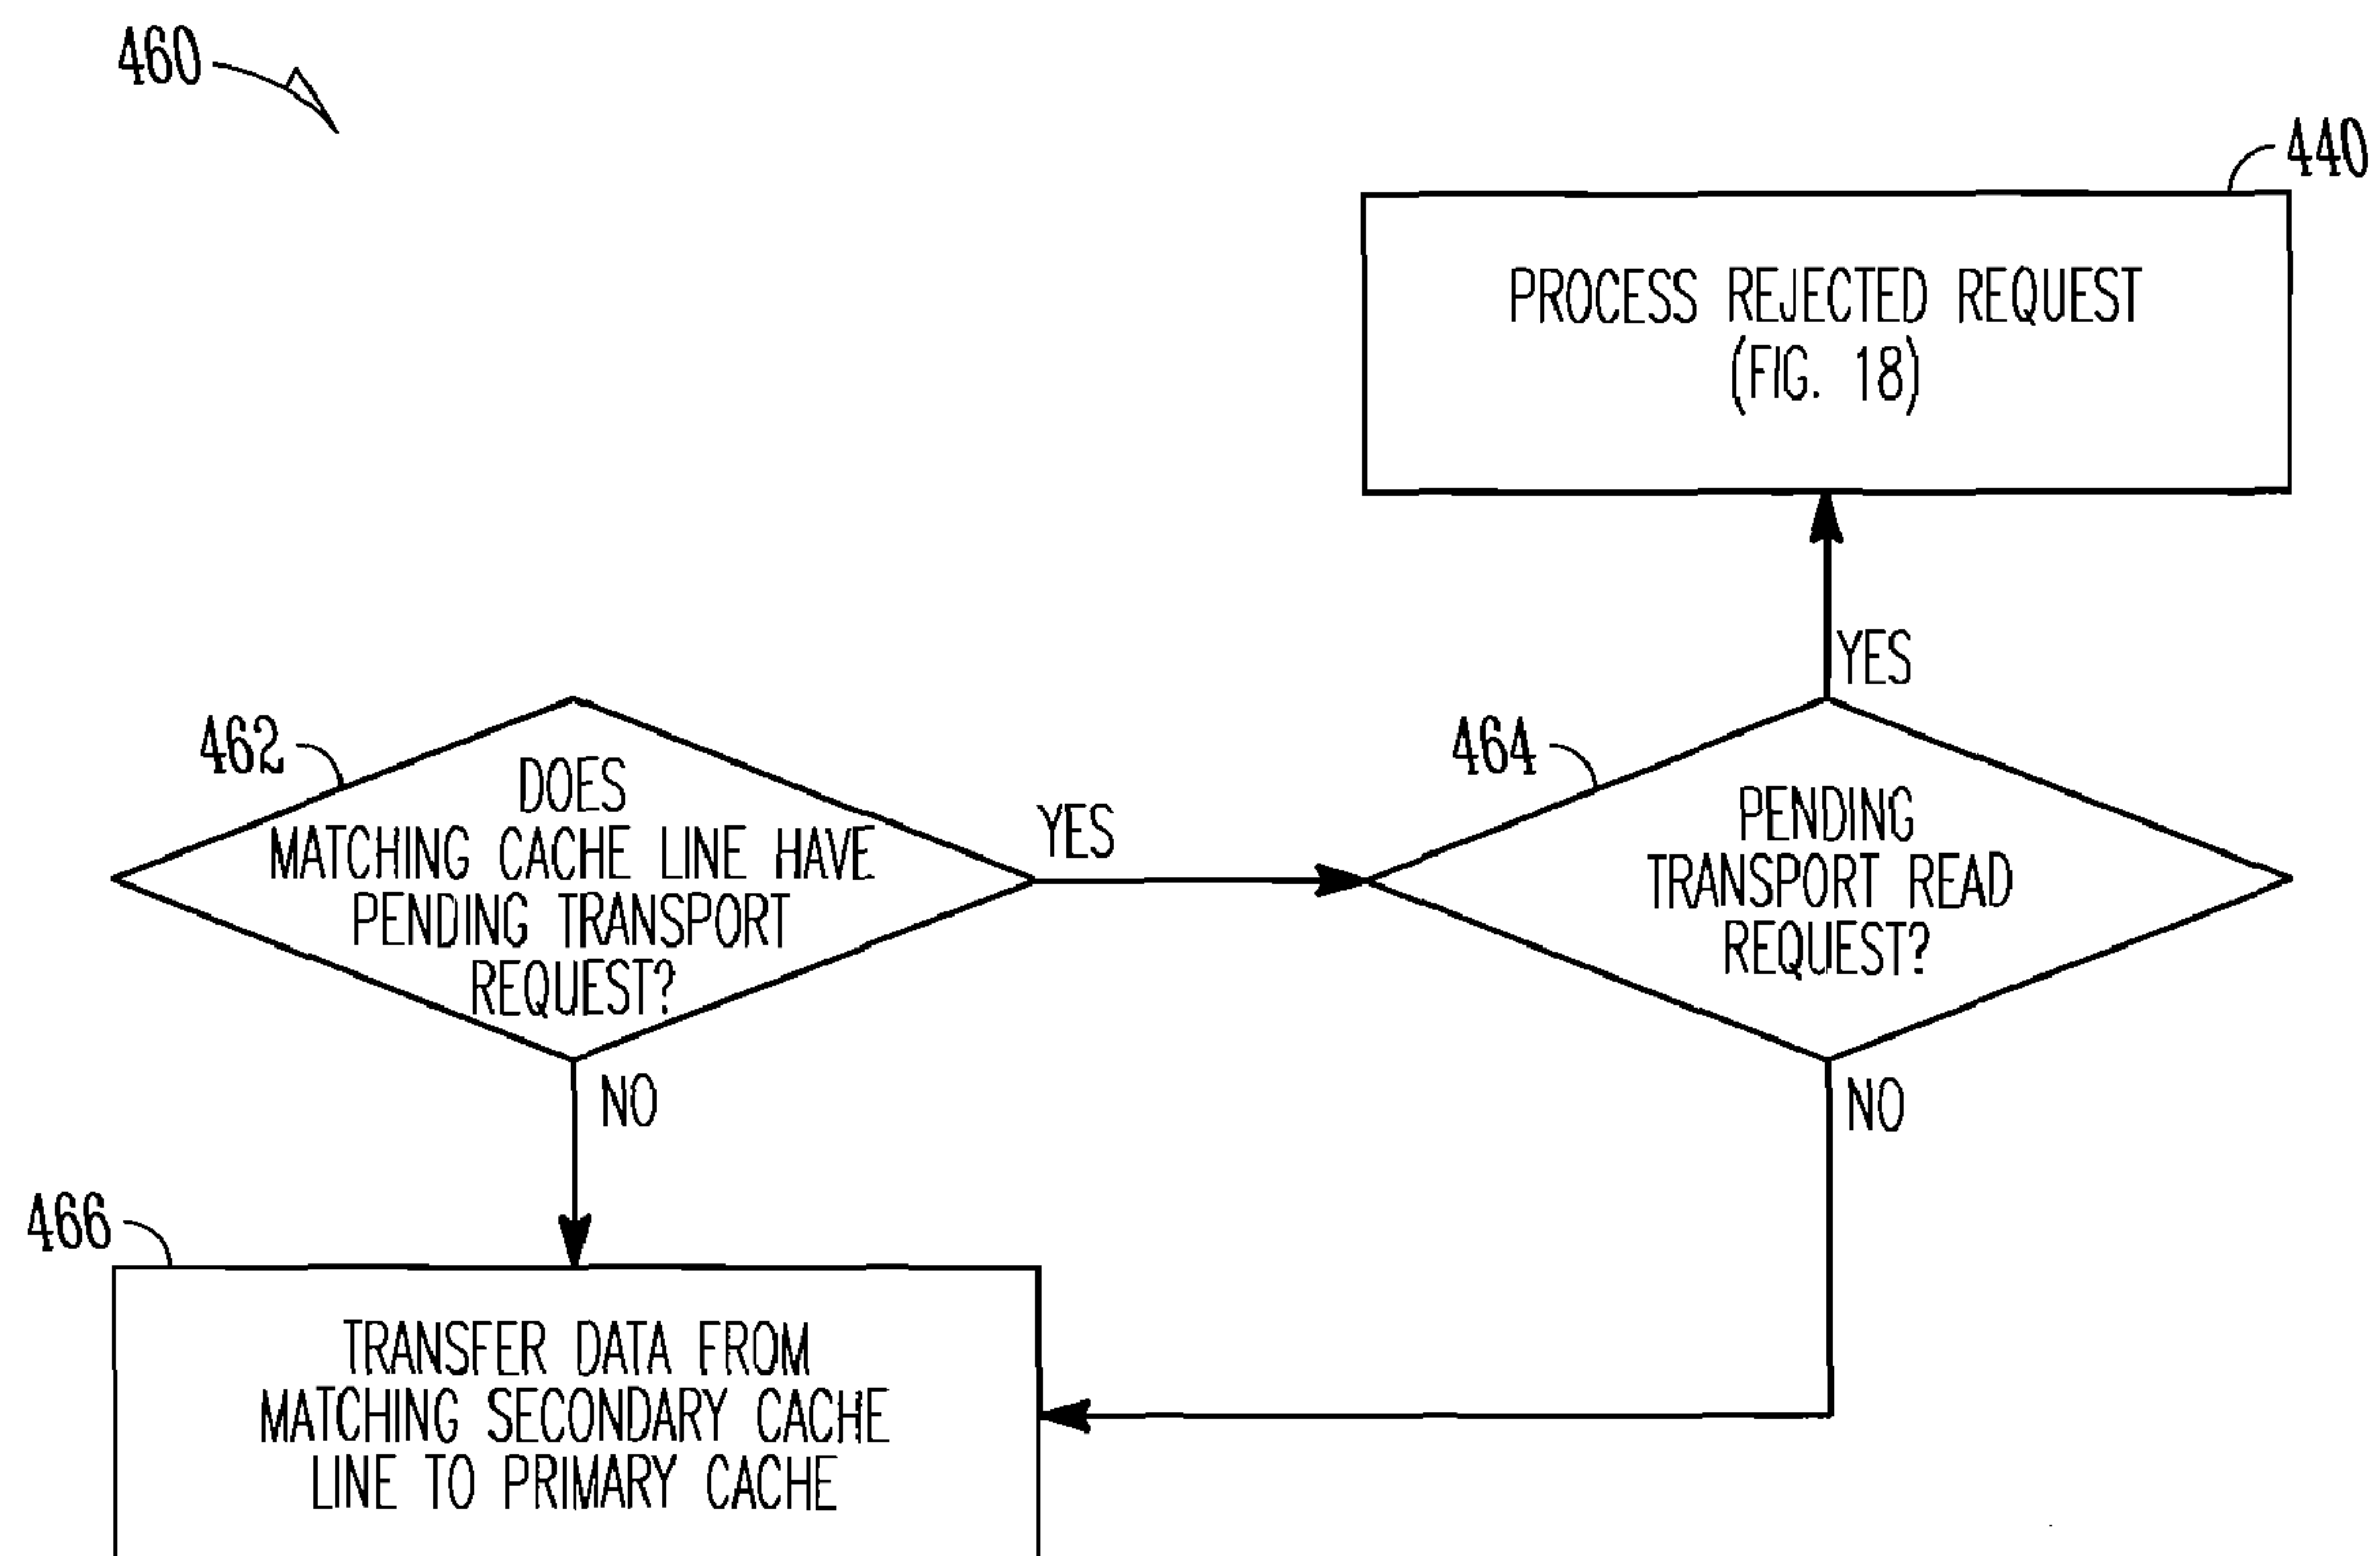 460
440
PROCESS REJECTED REQUEST
(FIG. 18)
YES
462
DOES
MATCHING CACHE LINE HAVE
PENDING TRANSPORT
REQUEST?
YES
464
PENDING
TRANSPORT READ
REQUEST?
NO
NO
466
TRANSFER DATA FROM
MATCHING SECONDARY CACHE
LINE TO PRIMARY CACHE